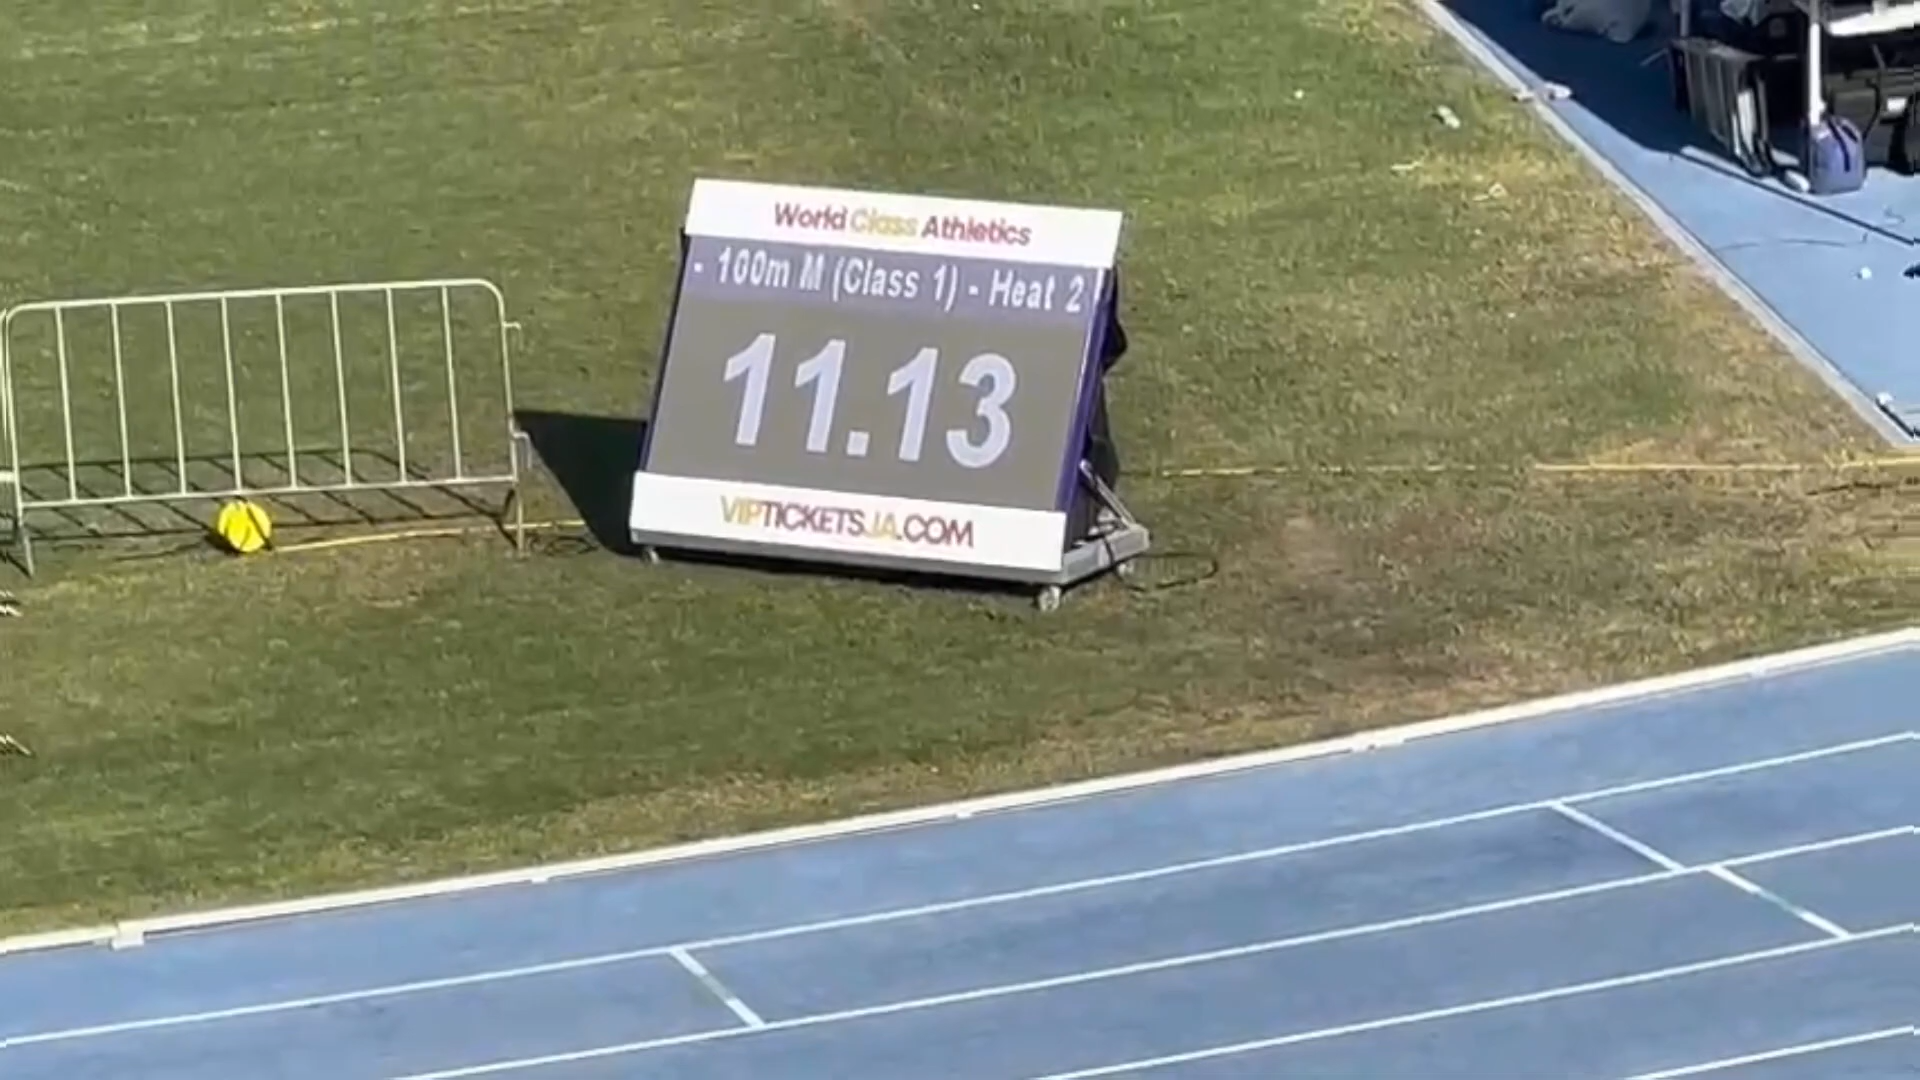 World Class Athletics
- 100m M (Class 1) - Heat 2
11.13
VIPTICKETSJA.COM